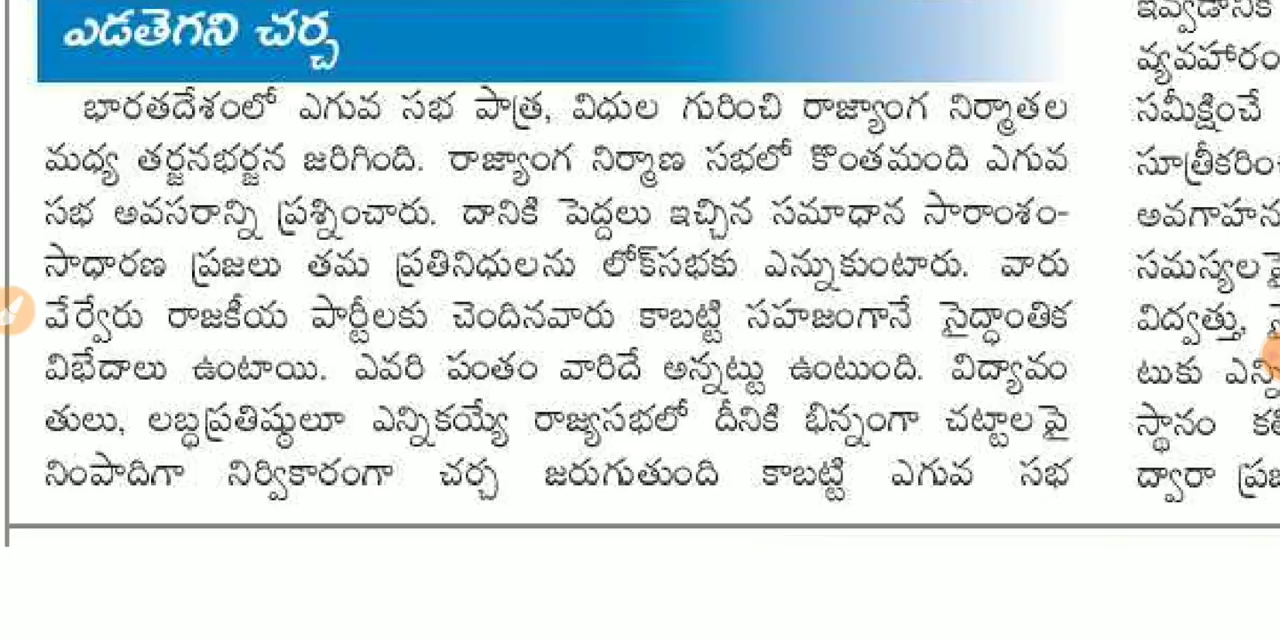 ఎడతెగని చర్చ
భారతదేశంలో ఎగువ సభ పాత్ర, విధుల గురించి రాజ్యాంగ నిర్మాతల
మధ్య తర్జనభర్జన జరిగింది. రాజ్యాంగ నిర్మాణ సభలో కొంతమంది ఎగువ
సభ అవసరాన్ని ప్రశ్నించారు. దానికి పెద్దలు ఇచ్చిన సమాధాన సారాంశం-
సాధారణ ప్రజలు తమ ప్రతినిధులను లోక్‌సభకు ఎన్నుకుంటారు. వారు
వేర్వేరు రాజకీయ పార్టీలకు చెందినవారు కాబట్టి సహజంగానే సైద్ధాంతిక
విభేదాలు ఉంటాయి. ఎవరి పంతం వారిదే అన్నట్టు ఉంటుంది. విద్యావం
తులు, లబ్ధప్రతిష్ఠులూ ఎన్నికయ్యే రాజ్యసభలో దీనికి భిన్నంగా చట్టాలపై
నింపాదిగా నిర్వికారంగా చర్చ జరుగుతుంది కాబట్టి ఎగువ సభ
వ్యవహారం
సమీక్షించే
అవగాహన
విద్వత్తు,
టుకు
స్థానం
ద్వారా